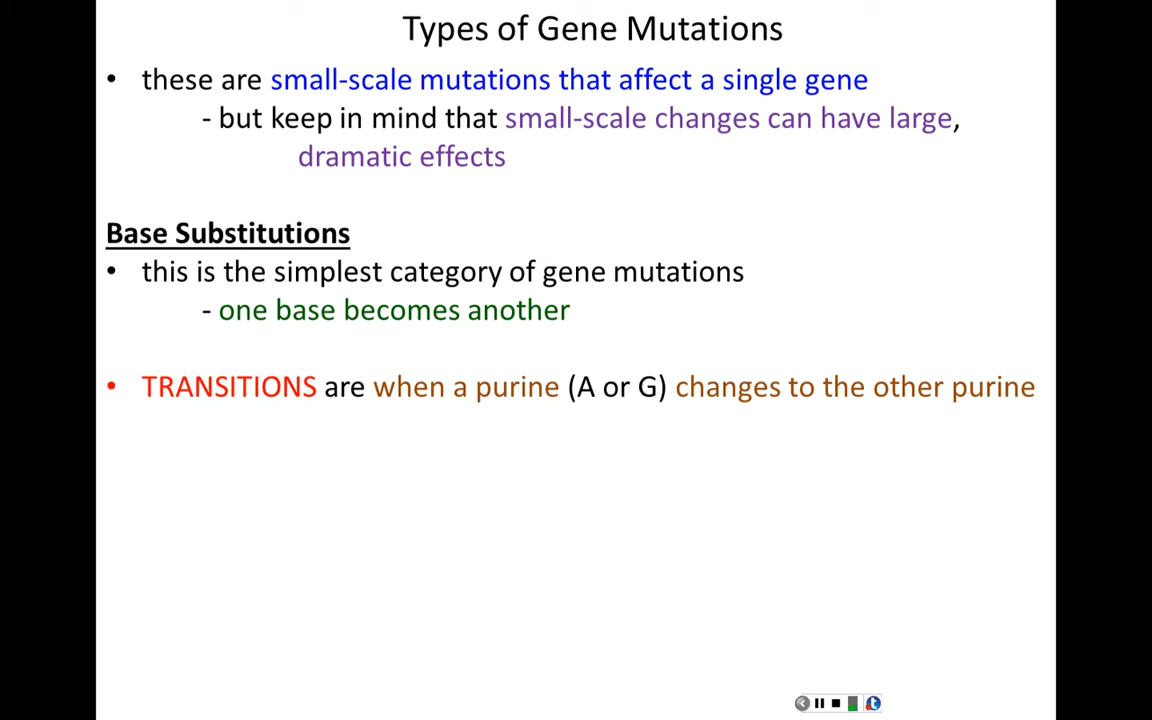 Types of Gene Mutations
• these are small-scale mutations that affect a single gene
- but keep in mind that small-scale changes can have large,
dramatic effects
Base Substitutions
• this is the simplest category of gene mutations
- one base becomes another
• TRANSITIONS are when a purine (A or G) changes to the other purine